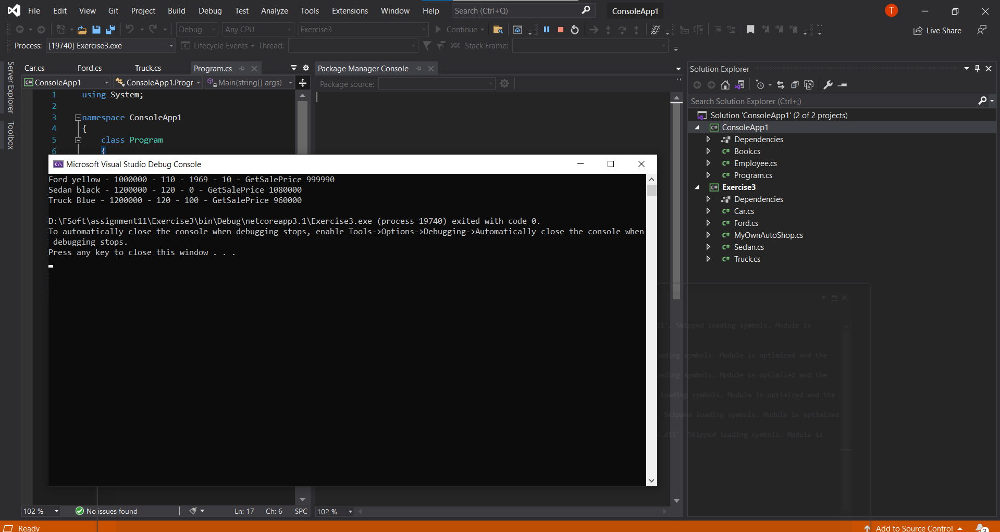 File Edit View Git Project Build Debug Test Analyze Tools Extensions Window Help Search (Ctrl+Q) ConsoleApp1 T
Debug Any CPU Exercise3 Continue Live Share
Process: [19740] Exercise3.exe Lifecycle Events Thread: Stack Frame:
Server Explorer
Toolbox
Car.cs Ford.cs Truck.cs Program.cs
C# ConsoleApp1 ConsoleApp1.Progr Main(string[] args)
1 using System;
2
3 namespace ConsoleApp1
4 {
5 class Program
6 {
Package Manager Console
Package source:
Microsoft Visual Studio Debug Console
Ford yellow - 1000000 - 110 - 1969 - 10 - GetSalePrice 999990
Sedan black - 1200000 - 120 - 0 - GetSalePrice 1080000
Truck Blue - 1200000 - 120 - 100 - GetSalePrice 960000
D:\FSoft\assignment11\Exercise3\bin\Debug\netcoreapp3.1\Exercise3.exe (process 19740) exited with code 0.
To automatically close the console when debugging stops, enable Tools->Options->Debugging->Automatically close the console when
debugging stops.
Press any key to close this window . . .
Solution Explorer
Search Solution Explorer (Ctrl+;)
Solution 'ConsoleApp1' (2 of 2 projects)
C# ConsoleApp1
Dependencies
C# Book.cs
C# Employee.cs
C# Program.cs
C# Exercise3
Dependencies
C# Car.cs
C# Ford.cs
C# MyOwnAutoShop.cs
C# Sedan.cs
C# Truck.cs
ll'. Skipped loading symbols. Module is
ading symbols. Module is optimized and the
ading symbols. Module is optimized and the
loading symbols. Module is optimized and the
. Skipped loading symbols. Module is optimized
.dll'. Skipped loading symbols. Module is
102 % No issues found Ln: 17 Ch: 6 SPC 102 %
Ready Add to Source Control 3